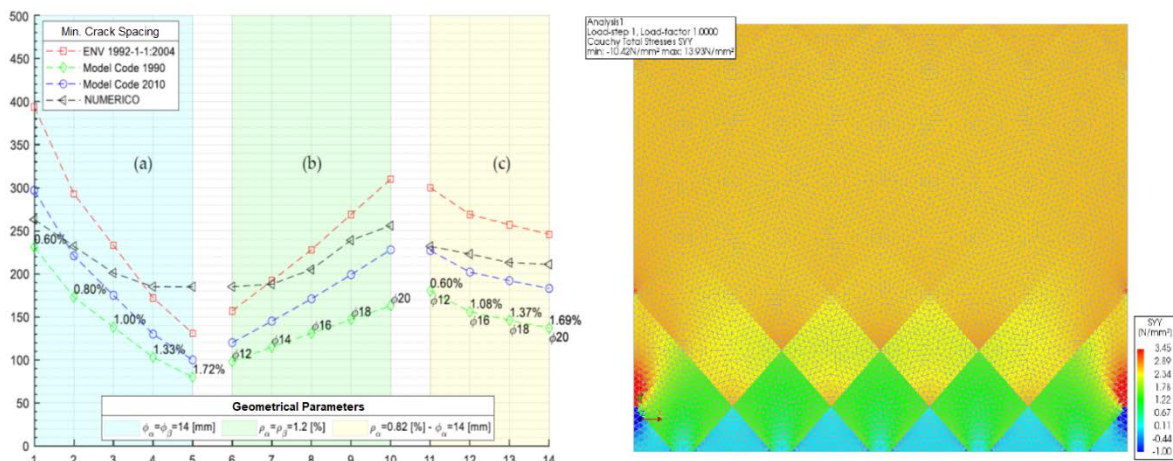 500
450
400
350
300
250
200
150
100
50
0
Min. Crack Spacing
ENV 1992-1-1:2004
Model Code 1990
Model Code 2010
NUMERICO
(a)
(b)
(c)
0.60%
0.80%
1.00%
1.33%
1.72%
ϕ12
ϕ14
ϕ16
ϕ18
ϕ20
0.60%
ϕ12
1.08%
ϕ16
1.37%
ϕ18
1.69%
ϕ20
Geometrical Parameters
ϕα=ϕβ=14 [mm]
ρα=ρβ=1.2 [%]
ρα=0.82 [%] - ϕα=14 [mm]
1 2 3 4 5 6 7 8 9 10 11 12 13 14
Analysis1
Load-step 1, Load-factor 1.0000
Cauchy Total Stresses SYY
min: -10.42N/mm² max: 13.93N/mm²
SYY
[N/mm²]
3.45
2.89
2.34
1.78
1.22
0.67
0.11
-0.44
-1.00